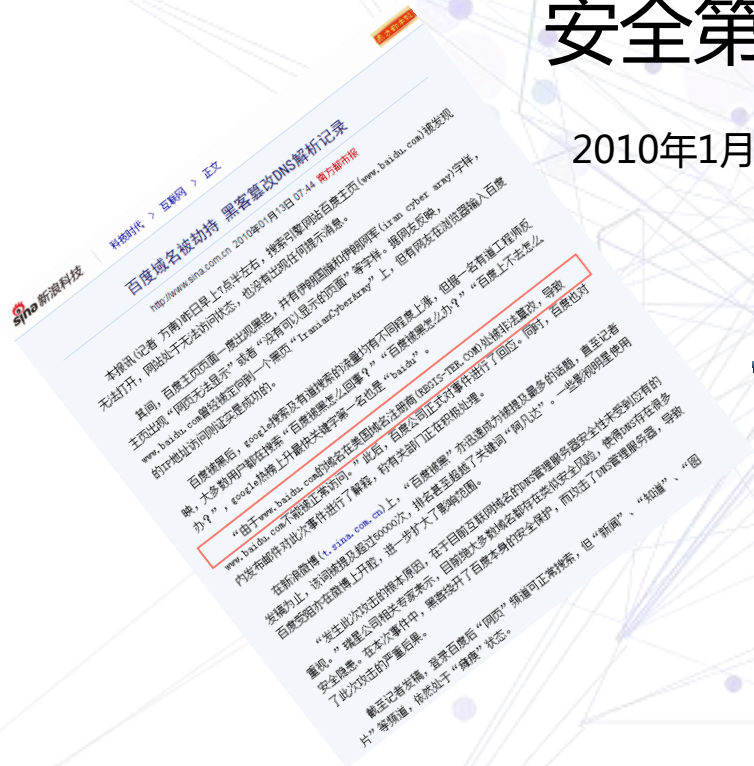 安全第
2010年1月
sina新浪科技
科技时代 > 互联网 > 正文
百度域名被劫持 黑客篡改DNS解析记录
http://www.sina.com.cn 2010年01月13日 07:44 南方都市报
本报讯(记者 方南)昨日早上7点半左右，搜索引擎网站百度主页(www.baidu.com)被发现
无法打开，网站处于无法访问状态，也没有出现任何提示消息。
其间，百度主页页面一度出现黑色，并有伊朗国旗和伊朗网军(iran cyber army)字样，
主页出现“网页无法显示”或者“没有可以显示的页面”等字样。据网友反映，
www.baidu.com曾经被定向到一个黑页“IranianCyberArmy”上，但有网友在浏览器输入百度
的IP地址访问则证实是成功的。
百度被黑后，google搜索及有道搜索的流量均有不同程度上涨，但据一名有道工程师反
映，大多数用户都在搜索“百度被黑怎么回事？”“百度被黑怎么办？”“百度上不去怎么
办？”，google热榜上升最快关键字第一名也是“baidu”。
“由于www.baidu.com的域名在美国域名注册商(REGIS-TER.COM)处被非法篡改，导致
www.baidu.com不能被正常访问。”此后，百度公司正式对事件进行了回应。同时，百度也对
内发布邮件对此次事件进行了解释，称有关部门正在积极处理。
在新浪微博(t.sina.com.cn)上，“百度被黑”亦迅速成为被提及最多的话题，直至记者
发稿为止，该词被提及超过50000次，排名甚至超越了关键词“阿凡达”。一些影视明星使用
百度受阻亦在微博上开腔，进一步扩大了影响范围。
“发生此次攻击的根本原因，在于目前互联网域名的DNS管理服务器安全性未受到应有的
重视。”瑞星公司相关专家表示，目前绝大多数域名都存在类似安全风险，使得DNS存在很多
安全隐患。在本次事件中，黑客绕开了百度本身的安全保护，而攻击了DNS管理服务器，导致
了此次攻击的严重后果。
截至记者发稿，登录百度后“网页”频道可正常搜索，但“新闻”、“知道”、“图
片”等频道，依然处于“瘫痪”状态。